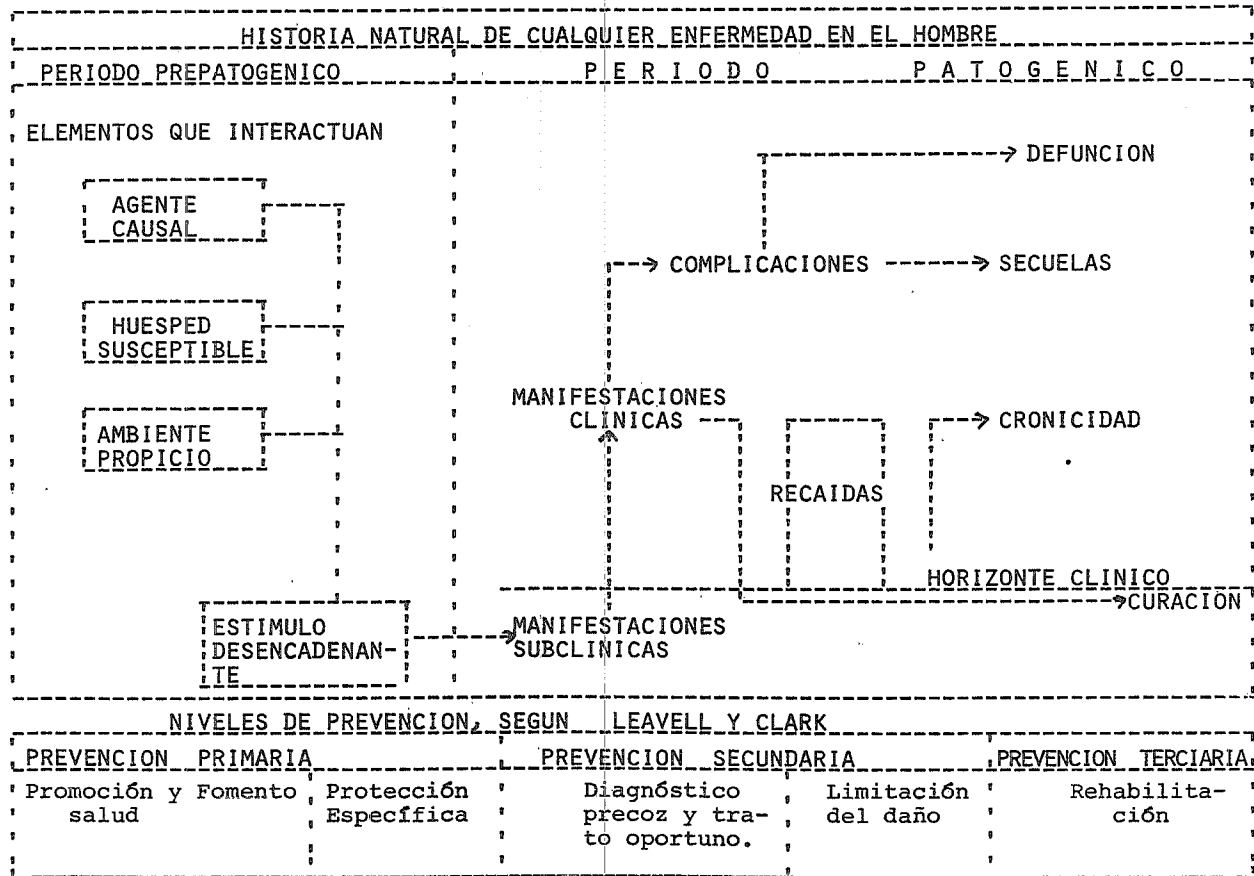 HISTORIA NATURAL DE CUALQUIER ENFERMEDAD EN EL HOMBRE
PERIODO PREPATOGENICO
P E R I O D O P A T O G E N I C O
ELEMENTOS QUE INTERACTUAN
AGENTE
CAUSAL
HUESPED
SUSCEPTIBLE
AMBIENTE
PROPICIO
ESTIMULO
DESENCADENAN-
TE
DEFUNCION
COMPLICACIONES
SECUELAS
MANIFESTACIONES
CLINICAS
CRONICIDAD
RECAIDAS
HORIZONTE CLINICO
CURACION
MANIFESTACIONES
SUBCLINICAS
NIVELES DE PREVENCION, SEGUN LEAVELL Y CLARK
PREVENCION PRIMARIA
PREVENCION SECUNDARIA
PREVENCION TERCIARIA
Promoción y Fomento
salud
Protección
Específica
Diagnóstico
precoz y tra-
to oportuno.
Limitación
del daño
Rehabilita-
ción